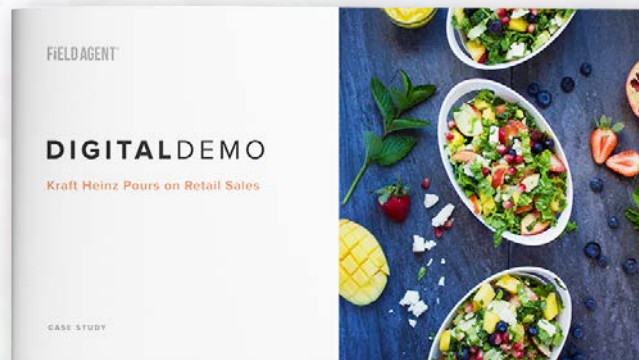 FiELD AGENT
DIGITALDEMO
Kraft Heinz Pours on Retail Sales
CASE STUDY